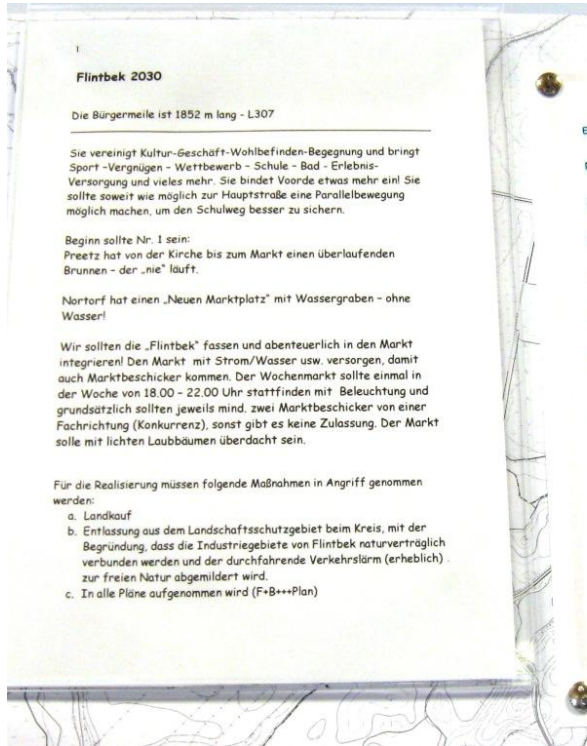 1
Flintbek 2030
Die Bürgermeile ist 1852 m lang - L307
Sie vereinigt Kultur-Geschäft-Wohlbefinden-Begegnung und bringt
Sport -Vergnügen - Wettbewerb - Schule - Bad - Erlebnis-
Versorgung und vieles mehr. Sie bindet Voorde etwas mehr ein! Sie
sollte soweit wie möglich zur Hauptstraße eine Parallelbewegung
möglich machen, um den Schulweg besser zu sichern.
Beginn sollte Nr. 1 sein:
Preetz hat von der Kirche bis zum Markt einen überlaufenden
Brunnen - der „nie" läuft.
Nortorf hat einen „Neuen Marktplatz" mit Wassergraben - ohne
Wasser!
Wir sollten die „Flintbek" fassen und abenteuerlich in den Markt
integrieren! Den Markt mit Strom/Wasser usw. versorgen, damit
auch Marktbeschicker kommen. Der Wochenmarkt sollte einmal in
der Woche von 18.00 - 22.00 Uhr stattfinden mit Beleuchtung und
grundsätzlich sollten jeweils mind. zwei Marktbeschicker von einer
Fachrichtung (Konkurrenz), sonst gibt es keine Zulassung. Der Markt
solle mit lichten Laubbäumen überdacht sein.
Für die Realisierung müssen folgende Maßnahmen in Angriff genommen
werden:
a. Landkauf
b. Entlassung aus dem Landschaftsschutzgebiet beim Kreis, mit der
Begründung, dass die Industriegebiete von Flintbek naturverträglich
verbunden werden und der durchfahrende Verkehrslärm (erheblich) .
zur freien Natur abgemildert wird.
c. In alle Pläne aufgenommen wird (F+B+++Plan)